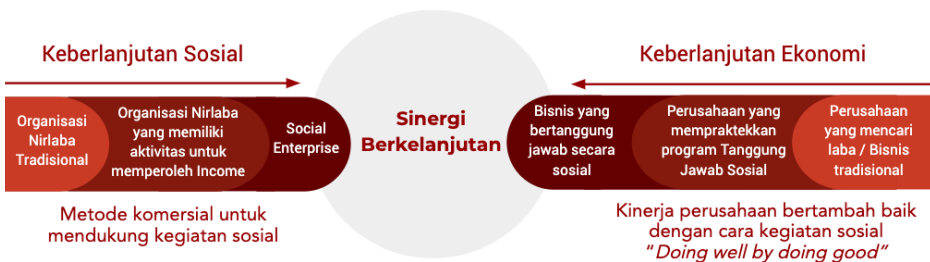 Keberlanjutan Sosial
Keberlanjutan Ekonomi
Organisasi
Nirlaba
Tradisional
Organisasi Nirlaba
yang memiliki
aktivitas untuk
memperoleh Income
Social
Enterprise
Sinergi
Berkelanjutan
Bisnis yang
bertanggung
jawab secara
sosial
Perusahaan yang
mempraktekkan
program Tanggung
Jawab Sosial
Perusahaan
yang mencari
laba / Bisnis
tradisional
Metode komersial untuk
mendukung kegiatan sosial
Kinerja perusahaan bertambah baik
dengan cara kegiatan sosial
“Doing well by doing good”